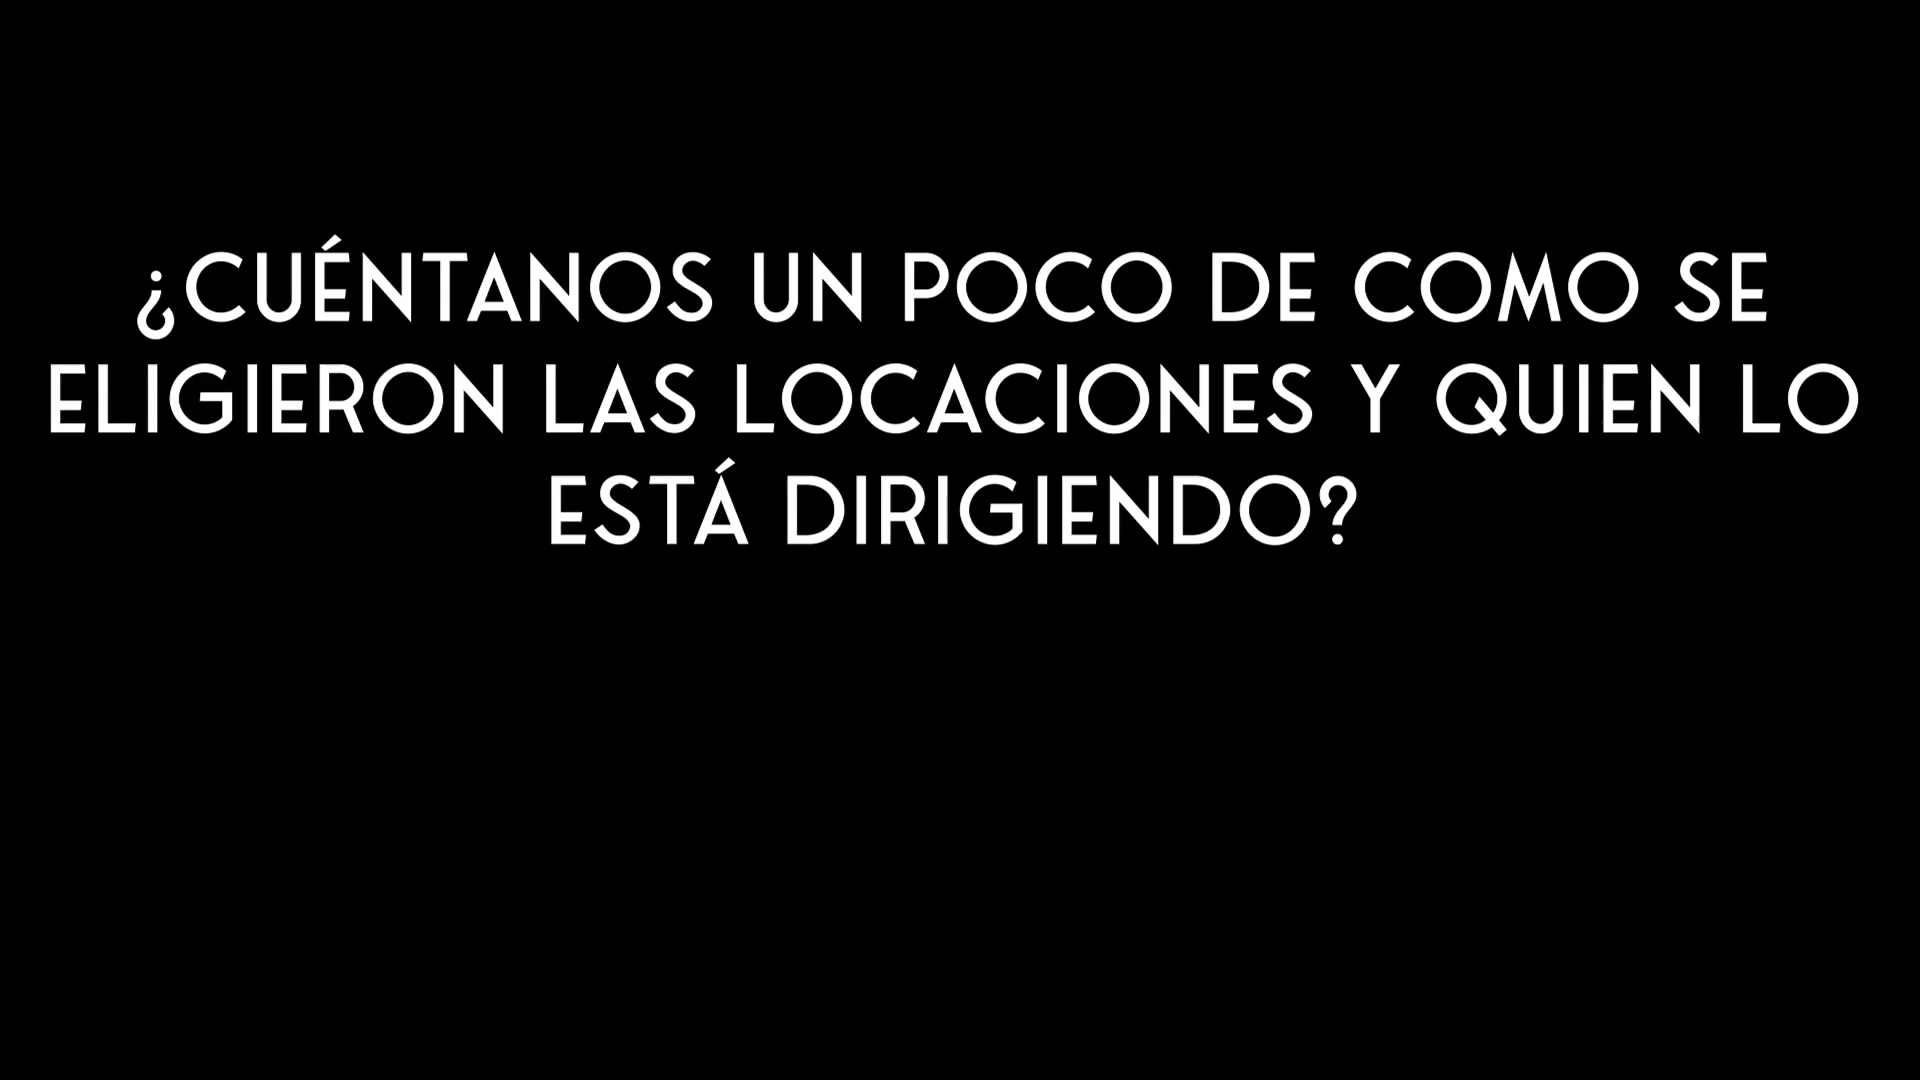 ¿CUÉNTANOS UN POCO DE COMO SE
ELIGIERON LAS LOCACIONES Y QUIEN LO
ESTÁ DIRIGIENDO?